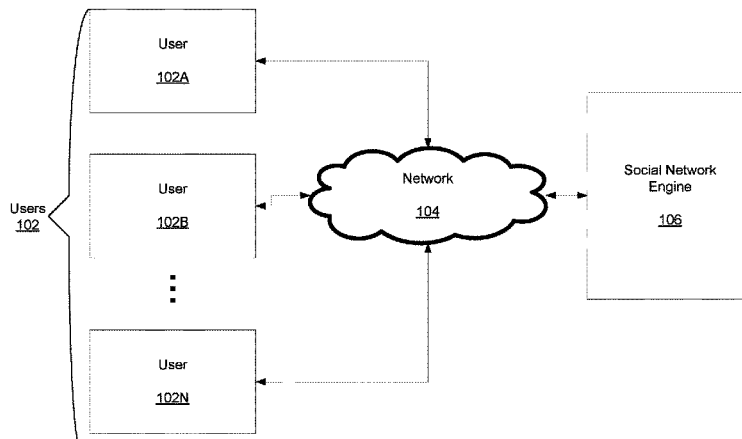 User
102A
User
102B
Users
102
User
102N
Network
104
Social Network
Engine
106